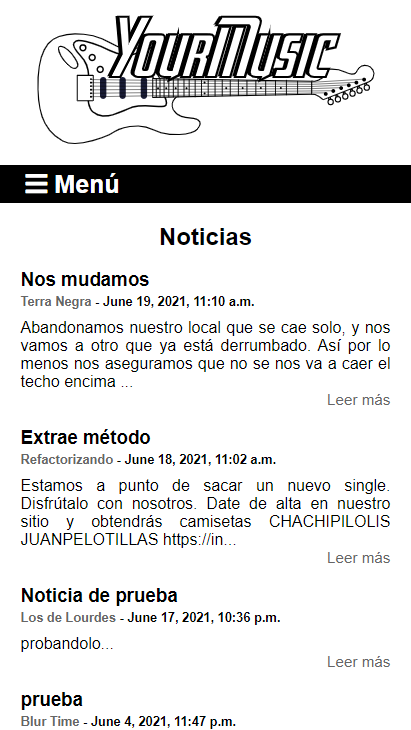 YourMusic
Menú
Noticias
Nos mudamos
Terra Negra - June 19, 2021, 11:10 a.m.
Abandonamos nuestro local que se cae solo, y nos
vamos a otro que ya está derrumbado. Así por lo
menos nos aseguramos que no se nos va a caer el
techo encima ...
Leer más
Extrae método
Refactorizando - June 18, 2021, 11:02 a.m.
Estamos a punto de sacar un nuevo single.
Disfrútalo con nosotros. Date de alta en nuestro
sitio y obtendrás camisetas CHACHIPILOLIS
JUANPELOTILLAS https://in...
Leer más
Noticia de prueba
Los de Lourdes - June 17, 2021, 10:36 p.m.
probandolo...
Leer más
prueba
Blur Time - June 4, 2021, 11:47 p.m.